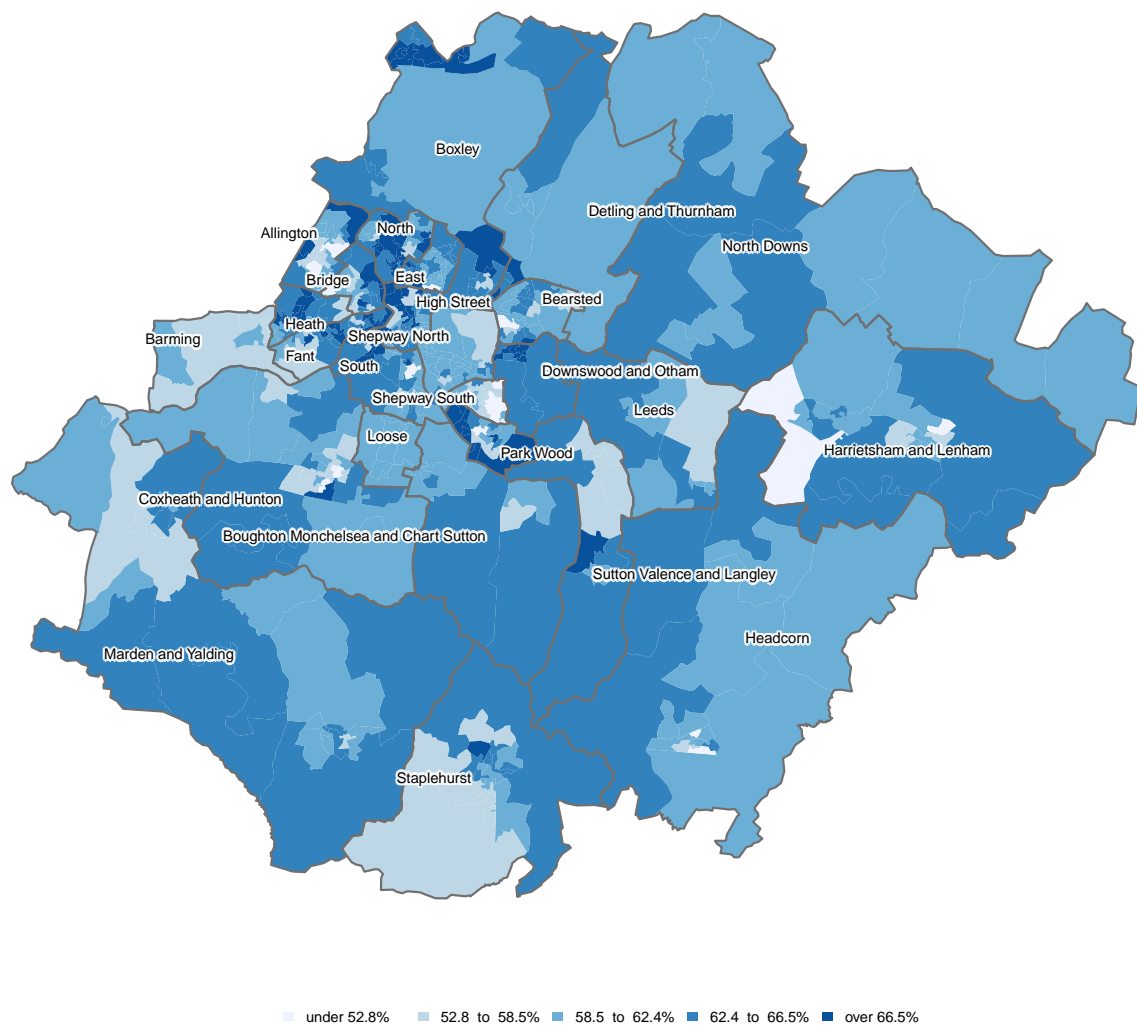 Boxley
Detling and Thurnham
Allington
North
North Downs
Bridge
East
High Street
Bearsted
Heath
Shepway North
Barming
Fant
South
Downswood and Otham
Shepway South
Leeds
Loose
Park Wood
Harrietsham and Lenham
Coxheath and Hunton
Boughton Monchelsea and Chart Sutton
Sutton Valence and Langley
Headcorn
Marden and Yalding
Staplehurst
under 52.8% 52.8 to 58.5% 58.5 to 62.4% 62.4 to 66.5% over 66.5%